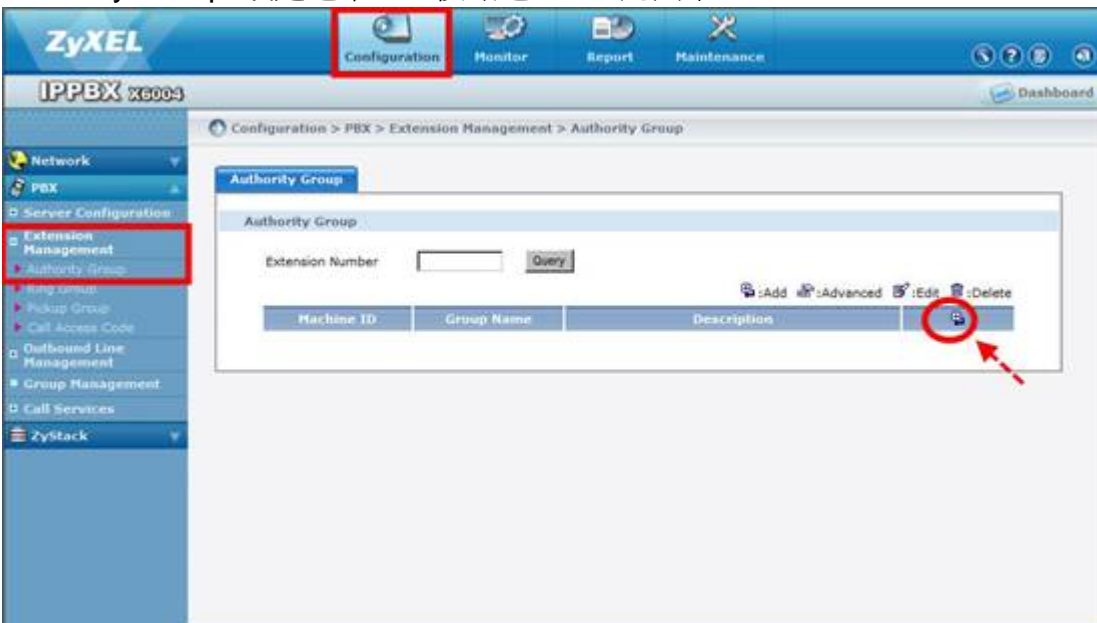 ZyXEL
Configuration
Monitor
Report
Maintenance
IPPBX X6004
Dashboard
Configuration > PBX > Extension Management > Authority Group
Network
PBX
Server Configuration
Extension Management
Authority Group
Ring Group
Pickup Group
Call Access Code
Outbound Line Management
Group Management
Call Services
ZyStack
Authority Group
Authority Group
Extension Number
Query
:Add :Advanced :Edit :Delete
Machine ID Group Name Description